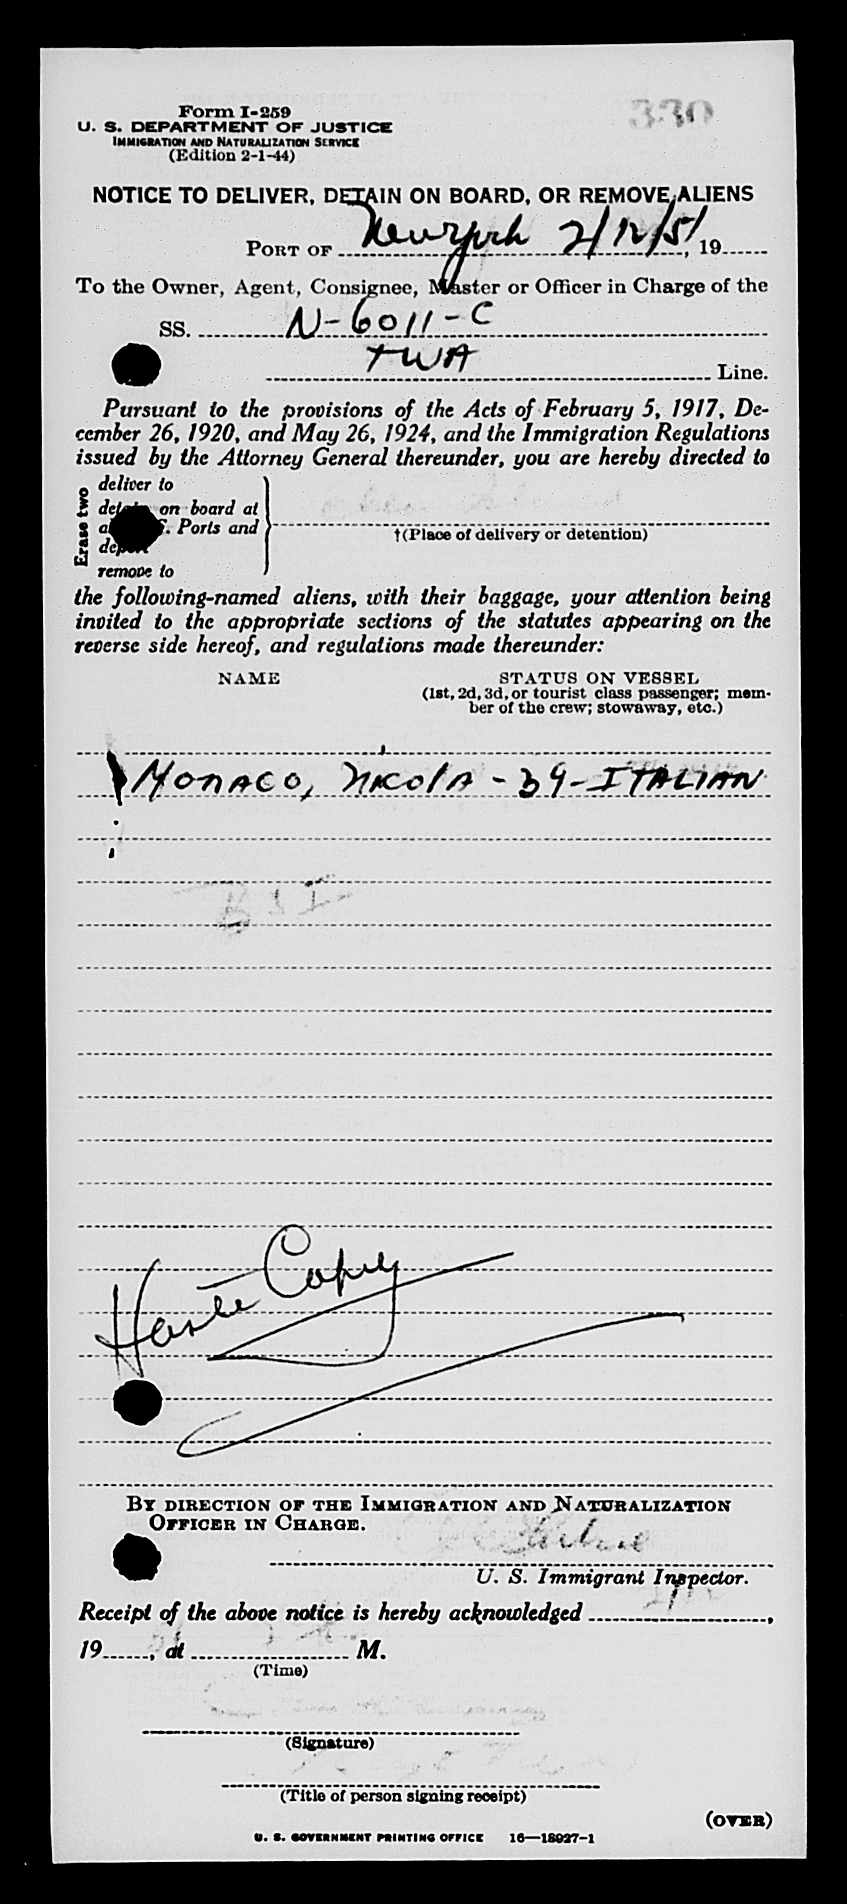 330
Form I-259
U. S. DEPARTMENT OF JUSTICE
IMMIGRATION AND NATURALIZATION SERVICE
(Edition 2-1-44)
NOTICE TO DELIVER, DETAIN ON BOARD, OR REMOVE ALIENS
PORT OF New York 2/12/51, 19
To the Owner, Agent, Consignee, Master or Officer in Charge of the
SS. N-6011-C
TWA Line.
Pursuant to the provisions of the Acts of February 5, 1917, De-
cember 26, 1920, and May 26, 1924, and the Immigration Regulations
issued by the Attorney General thereunder, you are hereby directed to
Erase two
deliver to
on board at
Ports and
remove to
†(Place of delivery or detention)
the following-named aliens, with their baggage, your attention being
invited to the appropriate sections of the statutes appearing on the
reverse side hereof, and regulations made thereunder:
NAME STATUS ON VESSEL
(1st, 2d, 3d, or tourist class passenger; mem-
ber of the crew; stowaway, etc.)
MONACO, NICOLA - 39 - ITALIAN
BSI
Copy
BY DIRECTION OF THE IMMIGRATION AND NATURALIZATION
OFFICER IN CHARGE.
U. S. Immigrant Inspector.
Receipt of the above notice is hereby acknowledged ,
19 , at M.
(Time)
(Signature)
(Title of person signing receipt)
(OVER)
U. S. GOVERNMENT PRINTING OFFICE 16—18927-1